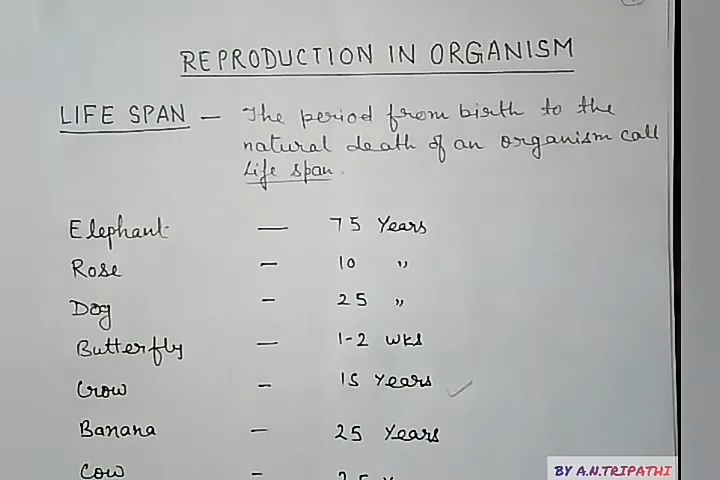 REPRODUCTION IN ORGANISM
LIFE SPAN — The period from birth to the
natural death of an organism call
Life span.
Elephant — 75 Years
Rose — 10 "
Dog — 25 "
Butterfly — 1-2 wks
Crow — 15 Years
Banana — 25 Years
Cow —
BY A.N.TRIPATHI